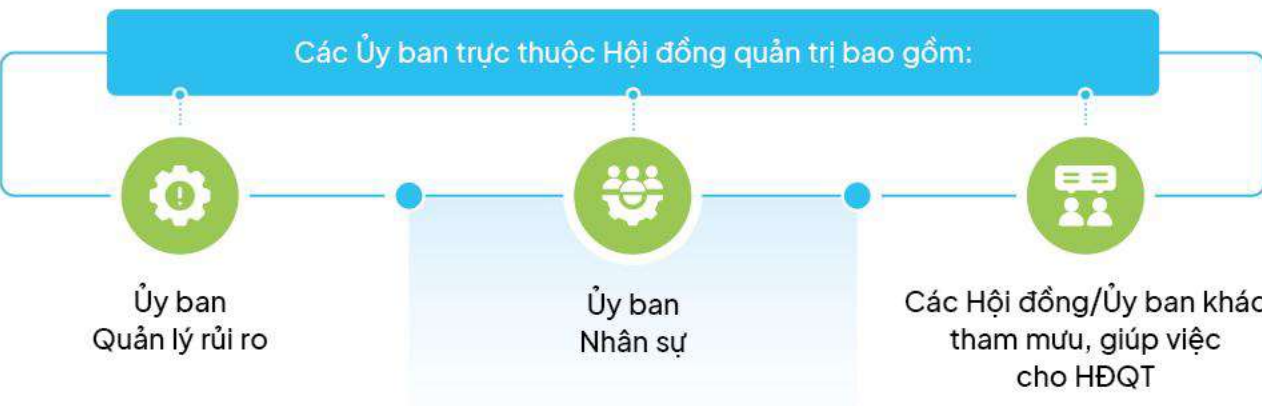 Các Ủy ban trực thuộc Hội đồng quản trị bao gồm:
Ủy ban
Quản lý rủi ro
Ủy ban
Nhân sự
Các Hội đồng/Ủy ban khác
tham mưu, giúp việc
cho HĐQT